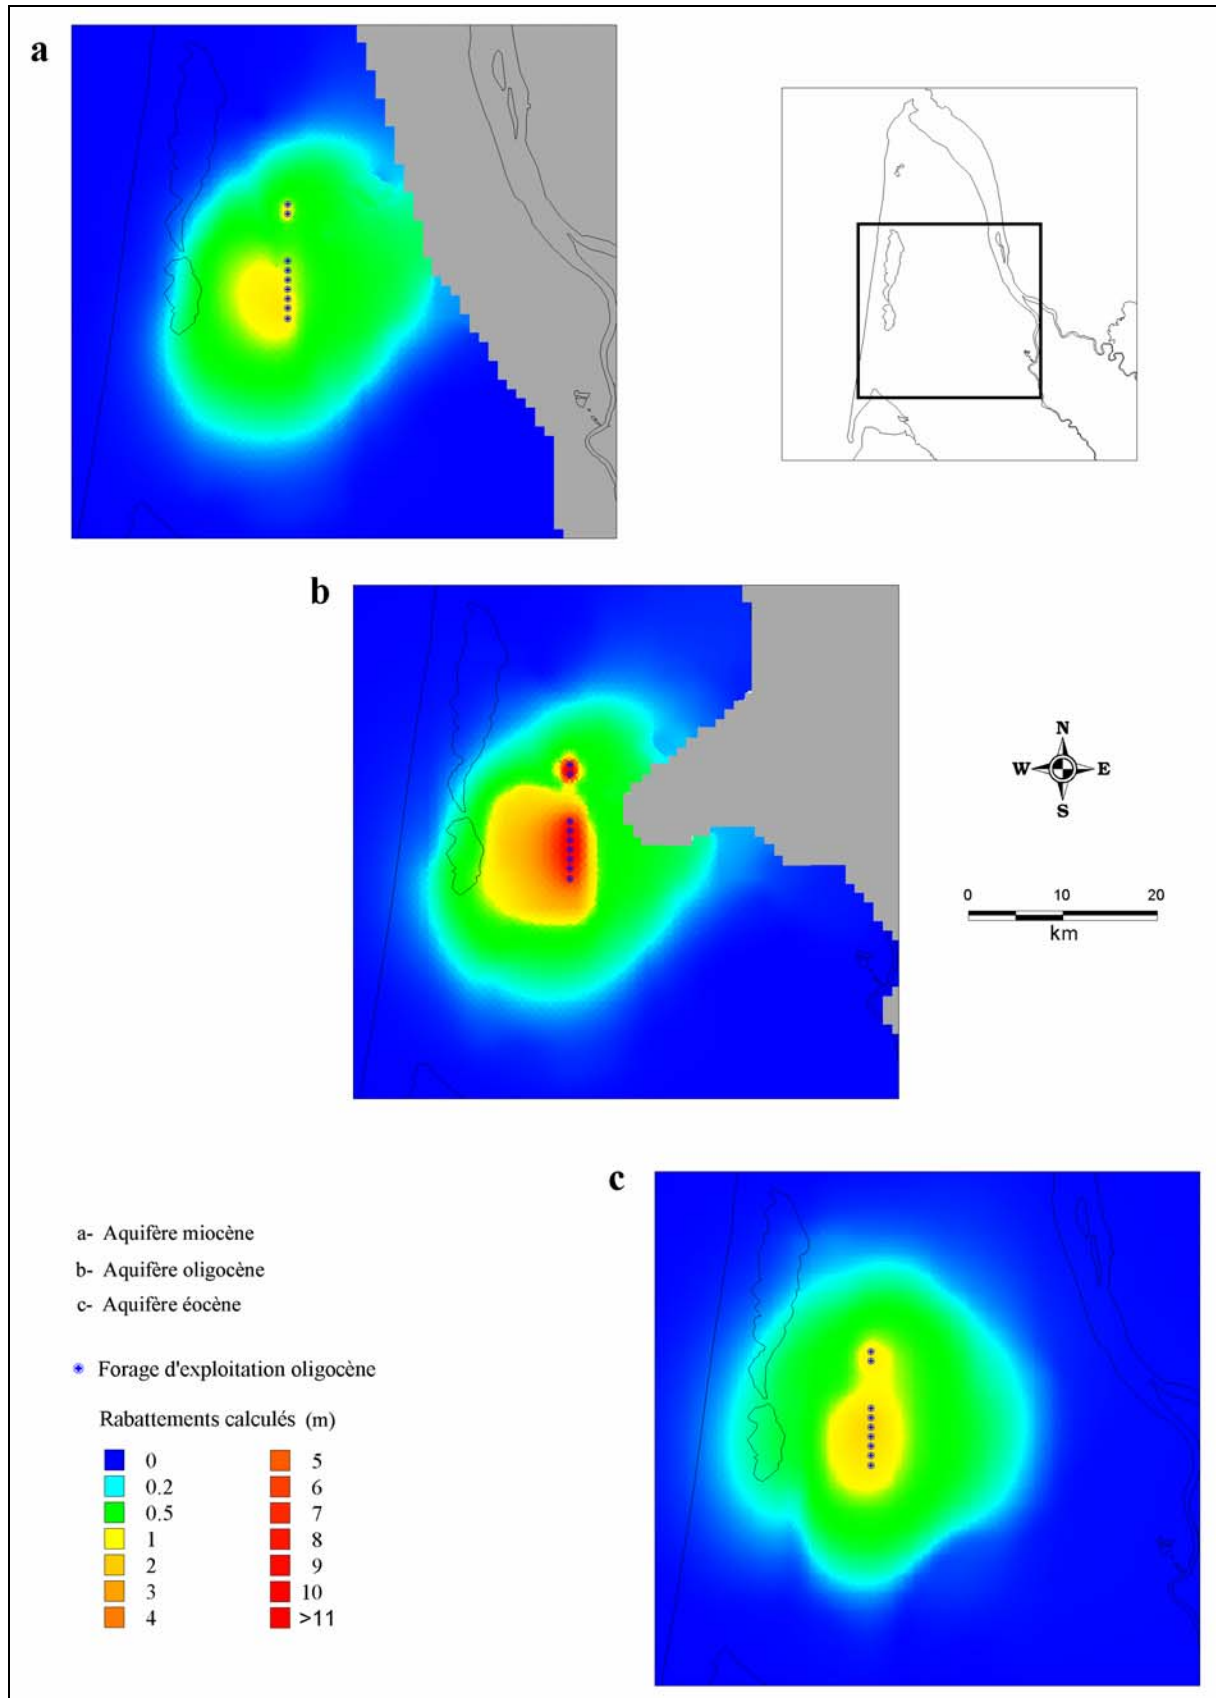 a
b
N
W E
S
0 10 20
km
c
a- Aquifère miocène
b- Aquifère oligocène
c- Aquifère éocène
Forage d'exploitation oligocène
Rabattements calculés (m)
0 5
0.2 6
0.5 7
1 8
2 9
3 10
4 >11